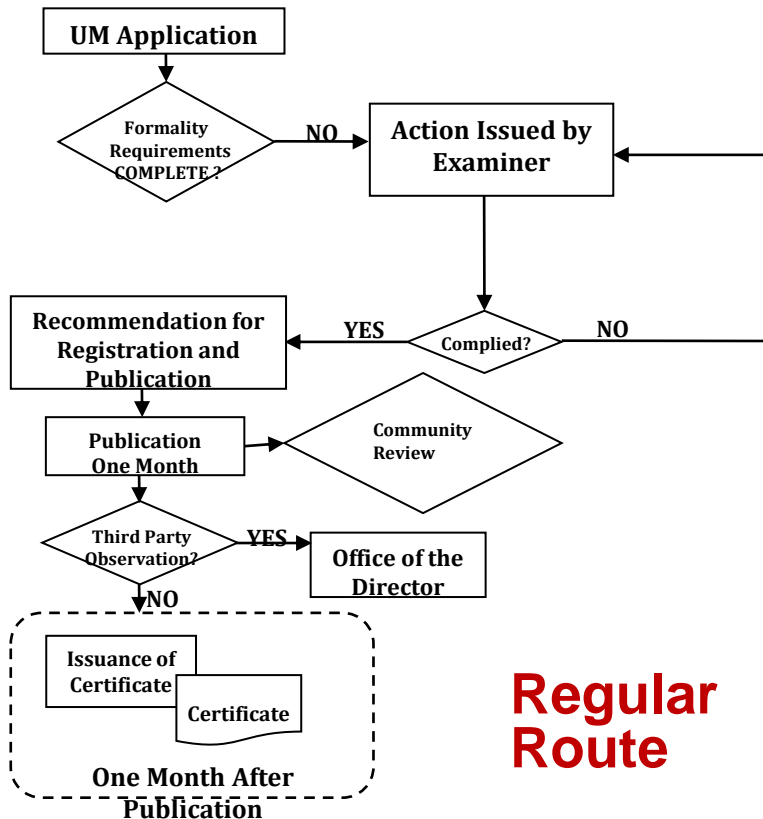 UM Application
Formality
Requirements
COMPLETE ?
NO
Action Issued by
Examiner
Recommendation for
Registration and
Publication
YES
Complied?
NO
Publication
One Month
Community
Review
Third Party
Observation?
YES
Office of the
Director
NO
Issuance of
Certificate
Certificate
One Month After
Publication
Regular
Route